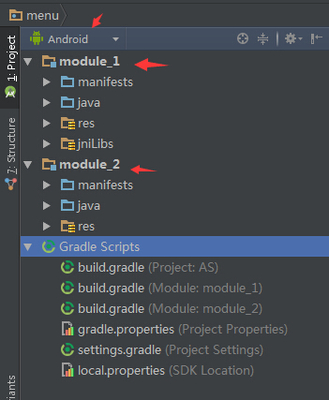 menu
Android
1: Project
module_1
manifests
java
res
jniLibs
7: Structure
module_2
manifests
java
res
Gradle Scripts
build.gradle (Project: AS)
build.gradle (Module: module_1)
build.gradle (Module: module_2)
gradle.properties (Project Properties)
settings.gradle (Project Settings)
local.properties (SDK Location)